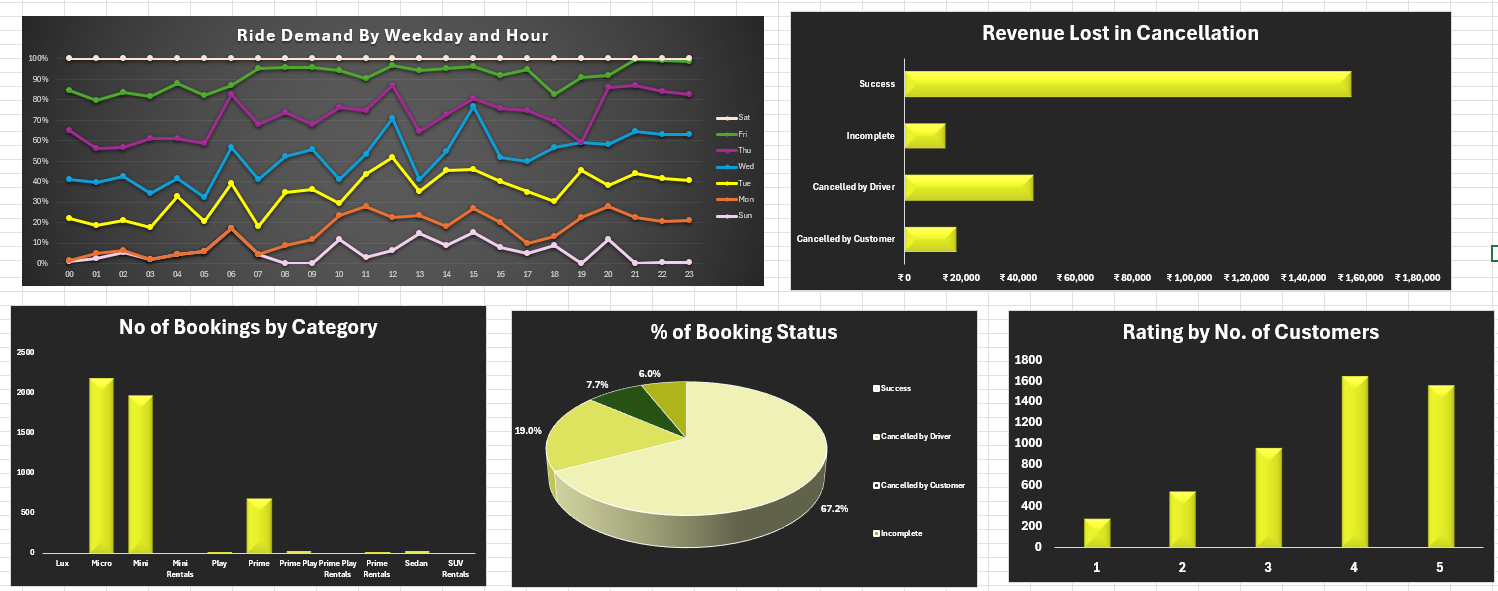 Ride Demand By Weekday and Hour
100%
90%
80%
70%
60%
50%
40%
30%
20%
10%
0%
00 01 02 03 04 05 06 07 08 09 10 11 12 13 14 15 16 17 18 19 20 21 22 23
Sat
Fri
Thu
Wed
Tue
Mon
Sun
Revenue Lost in Cancellation
Success
Incomplete
Cancelled by Driver
Cancelled by Customer
₹ 0 ₹ 20,000 ₹ 40,000 ₹ 60,000 ₹ 80,000 ₹ 1,00,000 ₹ 1,20,000 ₹ 1,40,000 ₹ 1,60,000 ₹ 1,80,000
No of Bookings by Category
2500
2000
1500
1000
500
0
Lux Micro Mini Mini Rentals Play Prime Prime Play Prime Play Rentals Prime Rentals Sedan SUV Rentals
% of Booking Status
6.0%
7.7%
19.0%
67.2%
Success
Cancelled by Driver
Cancelled by Customer
Incomplete
Rating by No. of Customers
1800
1600
1400
1200
1000
800
600
400
200
0
1 2 3 4 5